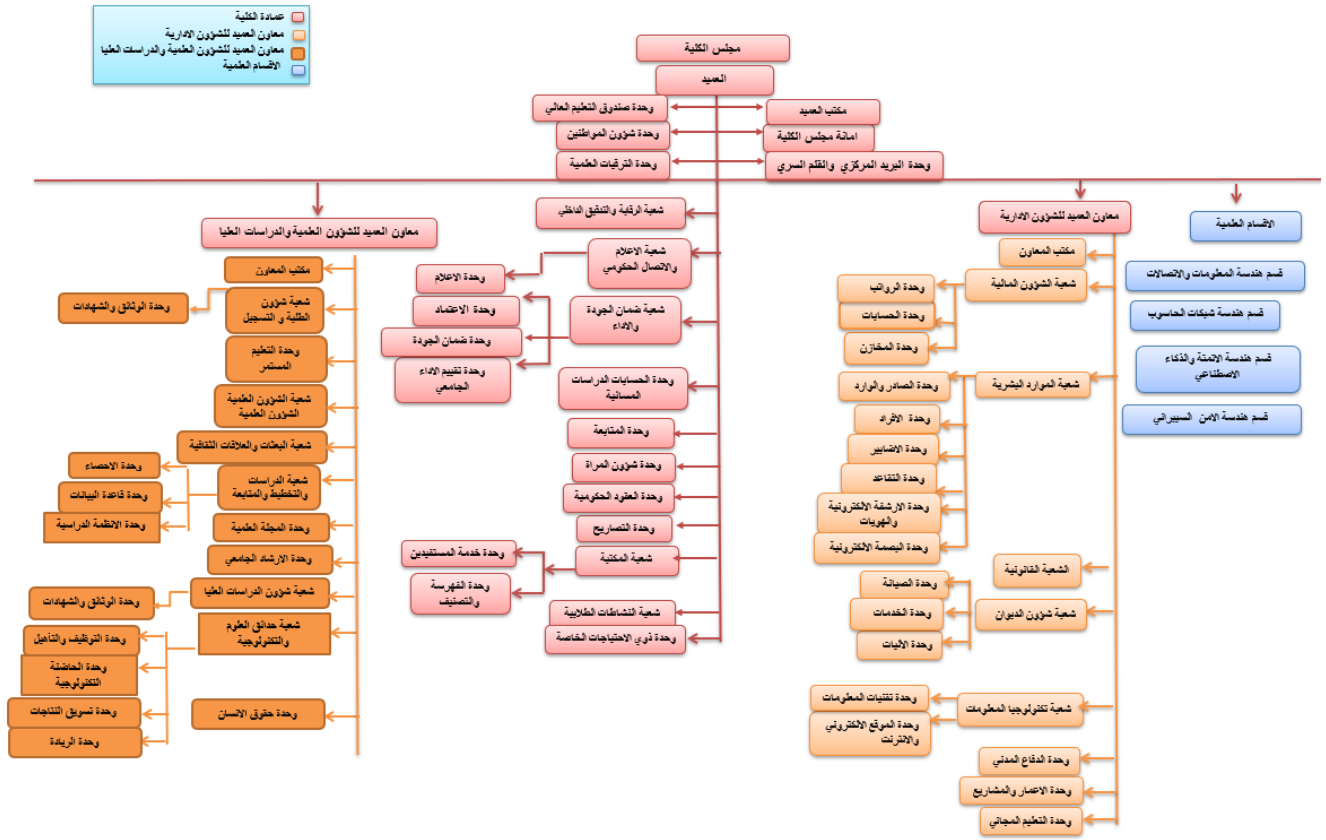 عمادة الكلية
معاون العميد للشؤون الادارية
معاون العميد للشؤون العلمية والدراسات العليا
الاقسام العلمية
مجلس الكلية
العميد
مكتب العميد
وحدة صندوق التعليم العالي
امانة مجلس الكلية
وحدة شؤون المواطنين
وحدة البريد المركزي والقلم السري
وحدة الترقيات العلمية
الاقسام العلمية
قسم هندسة المعلومات والاتصالات
قسم هندسة شبكات الحاسوب
قسم هندسة الاتمتة والذكاء
الاصطناعي
قسم هندسة الامن السيبراني
معاون العميد للشؤون الادارية
مكتب المعاون
شعبة الشؤون المالية
وحدة الرواتب
وحدة الحسابات
وحدة المخازن
شعبة الموارد البشرية
وحدة الصادر والوارد
وحدة الافراد
وحدة الاضابير
وحدة التقاعد
وحدة الارشفة الالكترونية
والهويات
وحدة البصمة الالكترونية
الشعبة القانونية
شعبة شؤون الديوان
وحدة الصيانة
وحدة الخدمات
وحدة الاليات
شعبة تكنولوجيا المعلومات
وحدة تقنيات المعلومات
وحدة الموقع الالكتروني
والانترنت
وحدة الدفاع المدني
وحدة الاعمار والمشاريع
وحدة التعليم المجاني
شعبة الرقابة والتدقيق الداخلي
شعبة الاعلام
والاتصال الحكومي
وحدة الاعلام
شعبة ضمان الجودة
والاداء
وحدة الاعتماد
وحدة ضمان الجودة
وحدة تقييم الاداء
الجامعي
وحدة الحسابات الدراسات
المسائية
وحدة المتابعة
وحدة شؤون المراة
وحدة العقود الحكومية
وحدة التصاريح
شعبة المكتبة
وحدة خدمة المستفيدين
وحدة الفهرسة
والتصنيف
شعبة النشاطات الطلابية
وحدة ذوي الاحتياجات الخاصة
معاون العميد للشؤون العلمية والدراسات العليا
مكتب المعاون
شعبة شؤون
الطلبة و التسجيل
وحدة الوثائق والشهادات
وحدة التعليم
المستمر
شعبة الشؤون العلمية
الشؤون العلمية
شعبة البعثات والعلاقات الثقافية
شعبة الدراسات
والتخطيط والمتابعة
وحدة الاحصاء
وحدة قاعدة البيانات
وحدة الانظمة الدراسية
وحدة المجلة العلمية
وحدة الارشاد الجامعي
شعبة شؤون الدراسات العليا
وحدة الوثائق والشهادات
شعبة حدائق العلوم
والتكنولوجية
وحدة التوظيف والتأهيل
وحدة الحاضنة
التكنولوجية
وحدة تسويق النتاجات
وحدة الريادة
وحدة حقوق الانسان